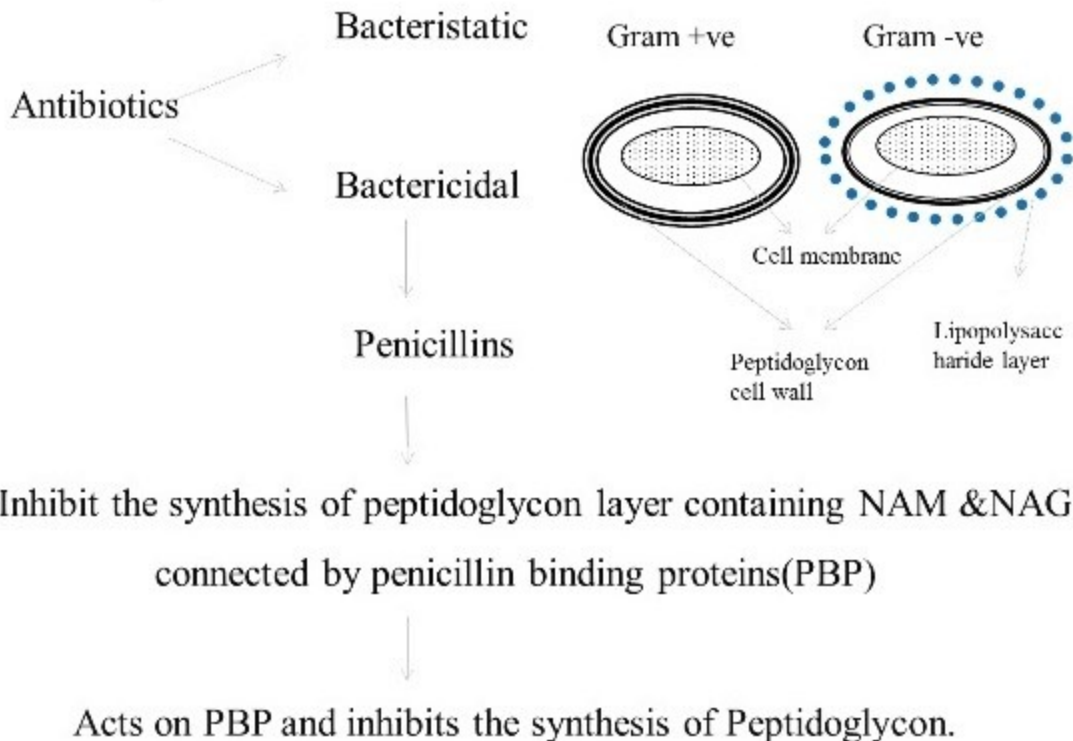 Bacteristatic
Antibiotics
Bactericidal
Penicillins
Gram +ve
Gram -ve
Cell membrane
Peptidoglycon
cell wall
Lipopolysacc
haride layer
Inhibit the synthesis of peptidoglycon layer containing NAM &NAG
connected by penicillin binding proteins(PBP)
Acts on PBP and inhibits the synthesis of Peptidoglycon.